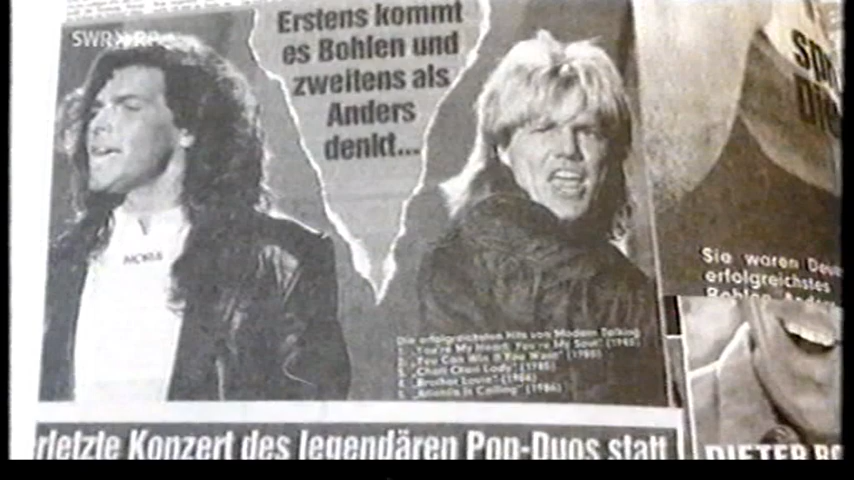 SWR»RP
Erstens kommt
es Bohlen und
zweitens als
Anders
denkt...
NOKIA
Die erfolgreichsten Hits von Modern Talking
1. "You're My Heart, You're My Soul" (1985)
2. "You Can Win If You Want" (1985)
3. "Cheri Cheri Lady" (1985)
4. "Brother Louie" (1986)
5. "Atlantis Is Calling" (1986)
Sie waren Deu
erfolgreichstes
Bohlen
rletzte Konzert des legendären Pop-Duos statt
DIETER BO